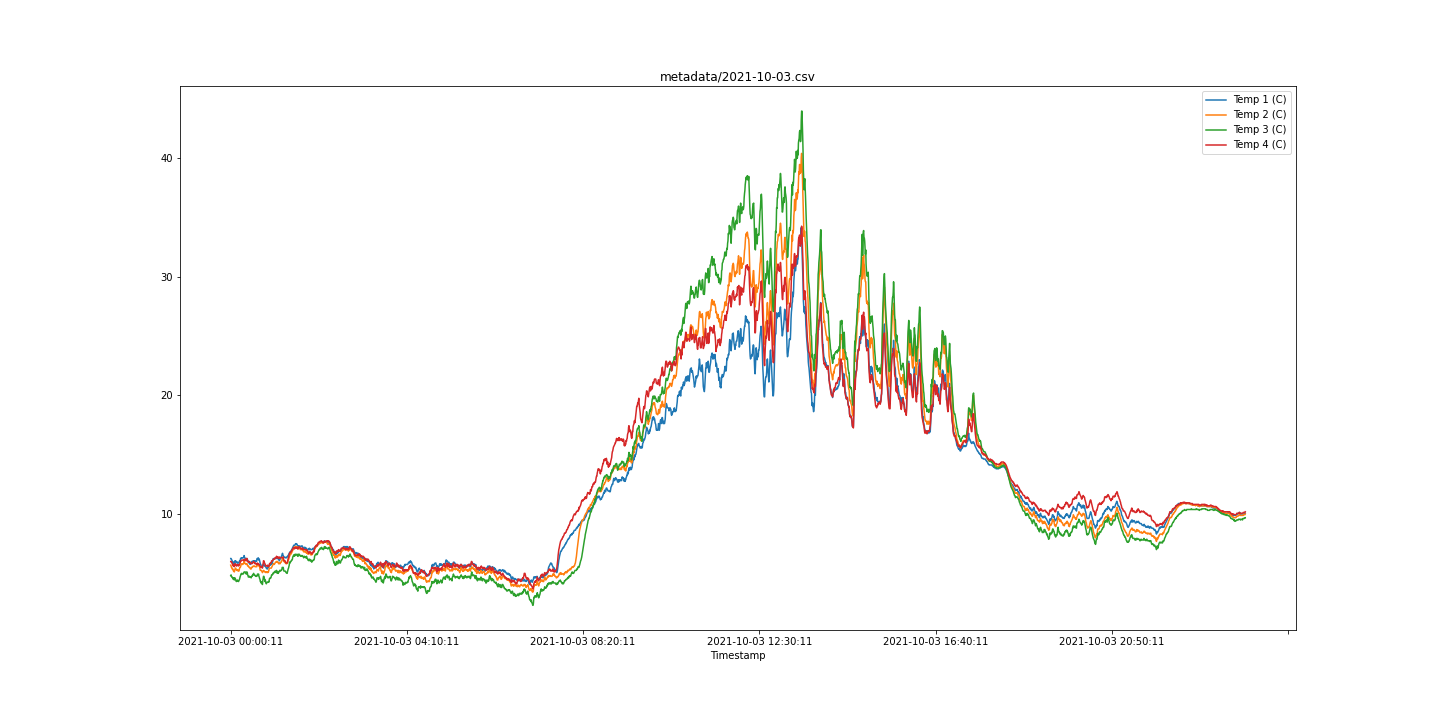 metadata/2021-10-03.csv
Temp 1 (C)
Temp 2 (C)
Temp 3 (C)
Temp 4 (C)
40
30
20
10
2021-10-03 00:00:11
2021-10-03 04:10:11
2021-10-03 08:20:11
2021-10-03 12:30:11
2021-10-03 16:40:11
2021-10-03 20:50:11
Timestamp